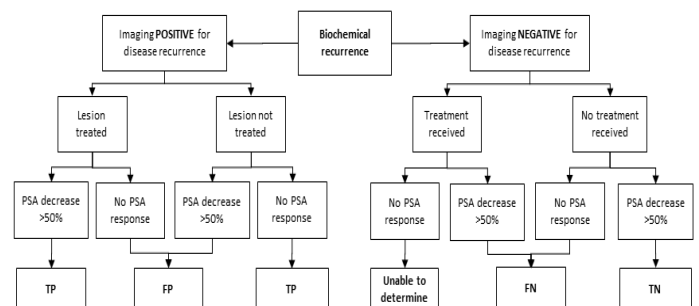 Imaging POSITIVE for
disease recurrence
Biochemical
recurrence
Imaging NEGATIVE for
disease recurrence
Lesion
treated
Lesion not
treated
Treatment
received
No treatment
received
PSA decrease
>50%
No PSA
response
PSA decrease
>50%
No PSA
response
No PSA
response
PSA decrease
>50%
No PSA
response
PSA decrease
>50%
TP
FP
TP
Unable to
determine
FN
TN